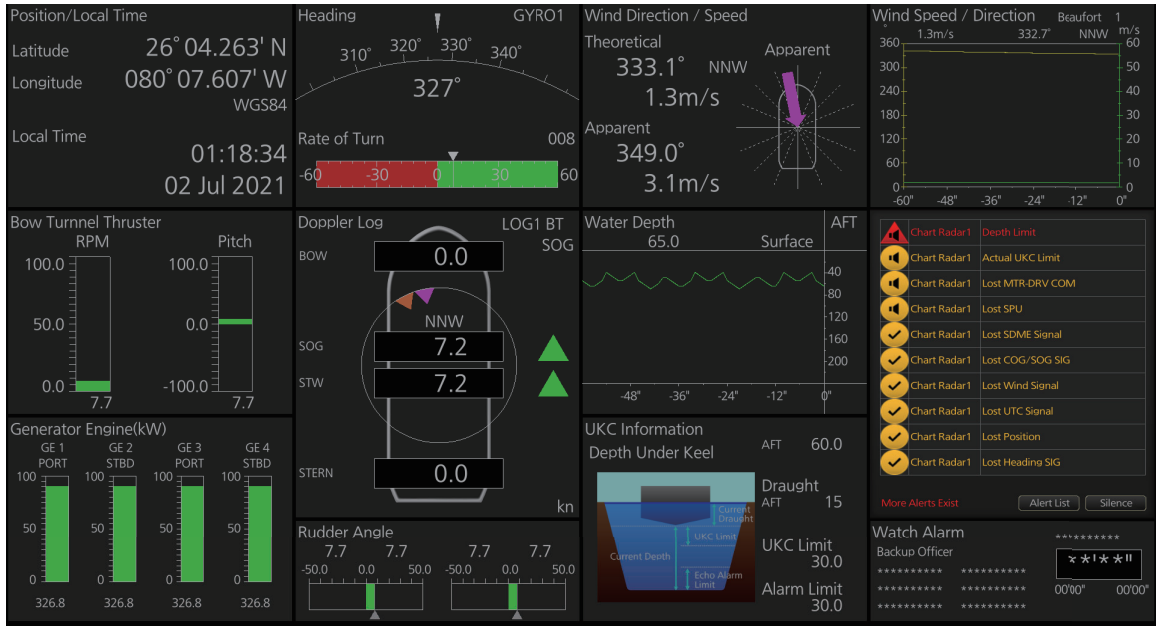 Position/Local Time
Latitude 26° 04.263' N
Longitude 080° 07.607' W
WGS84
Local Time
01:18:34
02 Jul 2021
Heading GYRO1
310° 320° 330° 340°
327°
Rate of Turn 008
-60 -30 0 30 60
Wind Direction / Speed
Theoretical
333.1° NNW
1.3m/s
Apparent
Apparent
349.0°
3.1m/s
Wind Speed / Direction Beaufort 1
° 1.3m/s 332.7° NNW m/s
360 60
300 50
240 40
180 30
120 20
60 10
0 0
-60" -48" -36" -24" -12" 0"
Bow Turnnel Thruster
RPM Pitch
100.0 100.0
50.0 0.0
0.0 -100.0
7.7 7.7
Doppler Log LOG1 BT
SOG
BOW 0.0
NNW
SOG 7.2
STW 7.2
STERN 0.0
kn
Water Depth AFT
65.0 Surface
40
80
120
160
200
-48" -36" -24" -12" 0"
Chart Radar1 Depth Limit
Chart Radar1 Actual UKC Limit
Chart Radar1 Lost MTR-DRV COM
Chart Radar1 Lost SPU
Chart Radar1 Lost SDME Signal
Chart Radar1 Lost COG/SOG SIG
Chart Radar1 Lost Wind Signal
Chart Radar1 Lost UTC Signal
Chart Radar1 Lost Position
Chart Radar1 Lost Heading SIG
More Alerts Exist Alert List Silence
Generator Engine(kW)
GE 1 GE 2 GE 3 GE 4
PORT STBD PORT STBD
100 100 100 100
50 50 50 50
0 0 0 0
326.8 326.8 326.8 326.8
Rudder Angle
7.7 7.7 7.7 7.7
-50.0 0.0 50.0 -50.0 0.0 50.0
UKC Information
Depth Under Keel AFT 60.0
Draught
AFT 15
UKC Limit
30.0
Alarm Limit
30.0
Current
Draught
UKC Limit
Current Depth
Echo Alarm
Limit
Watch Alarm
Backup Officer
**********
**********  **********
**********  **********
**********  **********
**'**"
00'00" 00'00"